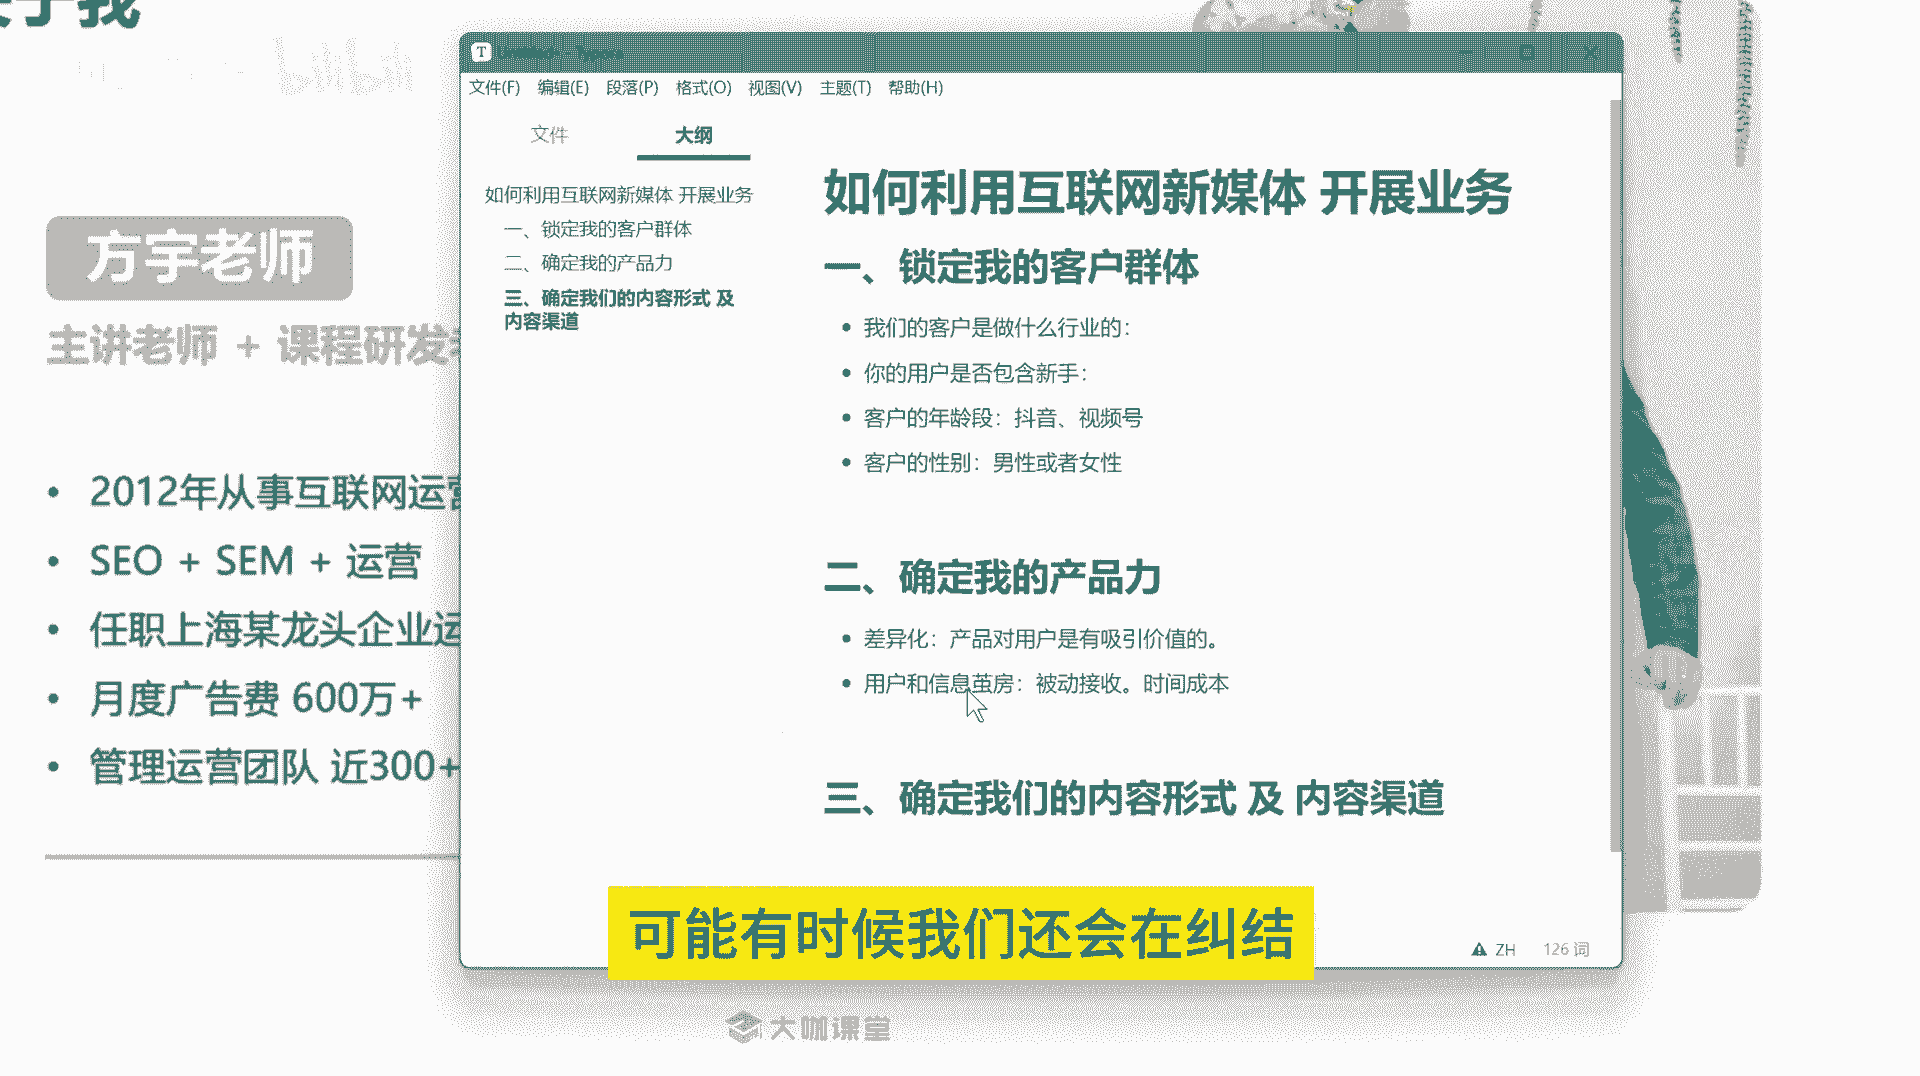 于我
bilibili
方宇老师
主讲老师 + 课程研发
• 2012年从事互联网运营
• SEO + SEM + 运营
• 任职上海某龙头企业运
• 月度广告费 600万+
• 管理运营团队 近300+
T
文件(F) 编辑(E) 段落(P) 格式(O) 视图(V) 主题(T) 帮助(H)
文件 大纲
如何利用互联网新媒体 开展业务
一、锁定我的客户群体
二、确定我的产品力
三、确定我们的内容形式 及
内容渠道
如何利用互联网新媒体 开展业务
一、锁定我的客户群体
• 我们的客户是做什么行业的：
• 你的用户是否包含新手：
• 客户的年龄段：抖音、视频号
• 客户的性别：男性或者女性
二、确定我的产品力
• 差异化：产品对用户是有吸引价值的。
• 用户和信息茧房：被动接收。时间成本
三、确定我们的内容形式 及 内容渠道
ZH 126 词
可能有时候我们还会在纠结
大咖课堂